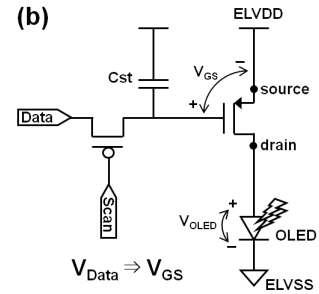 (b)
ELVDD
Cst
VGS
−
+
source
Data
drain
Scan
+
VOLED
−
OLED
VData ⇒ VGS
ELVSS